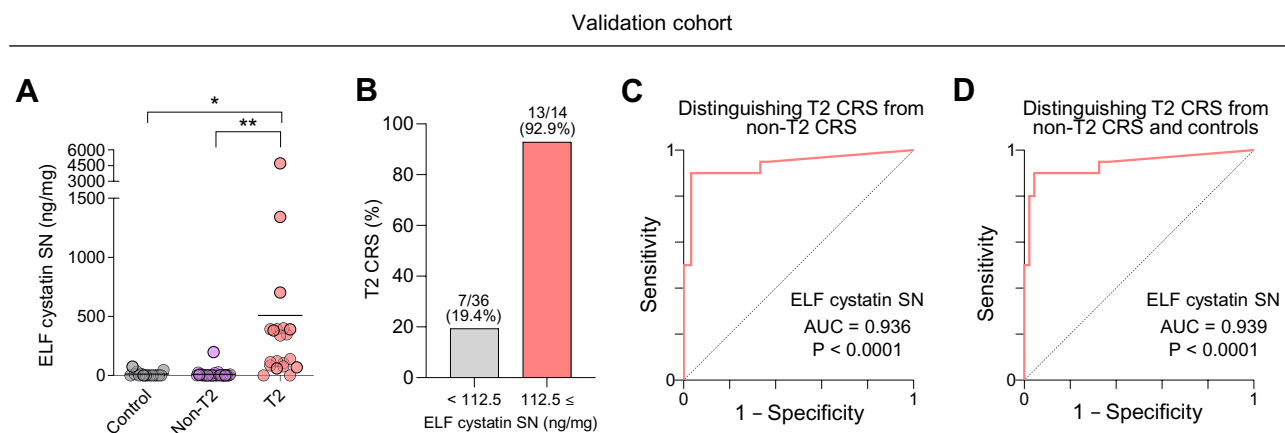 Validation cohort
A
*
**
6000
4500
3000
1500
1000
500
0
ELF cystatin SN (ng/mg)
Control
Non-T2
T2
B
13/14
(92.9%)
100
80
60
40
20
0
T2 CRS (%)
7/36
(19.4%)
< 112.5
112.5 ≤
ELF cystatin SN (ng/mg)
C
Distinguishing T2 CRS from
non-T2 CRS
1
Sensitivity
ELF cystatin SN
AUC = 0.936
P < 0.0001
0
0
1
1 – Specificity
D
Distinguishing T2 CRS from
non-T2 CRS and controls
1
Sensitivity
ELF cystatin SN
AUC = 0.939
P < 0.0001
0
0
1
1 – Specificity